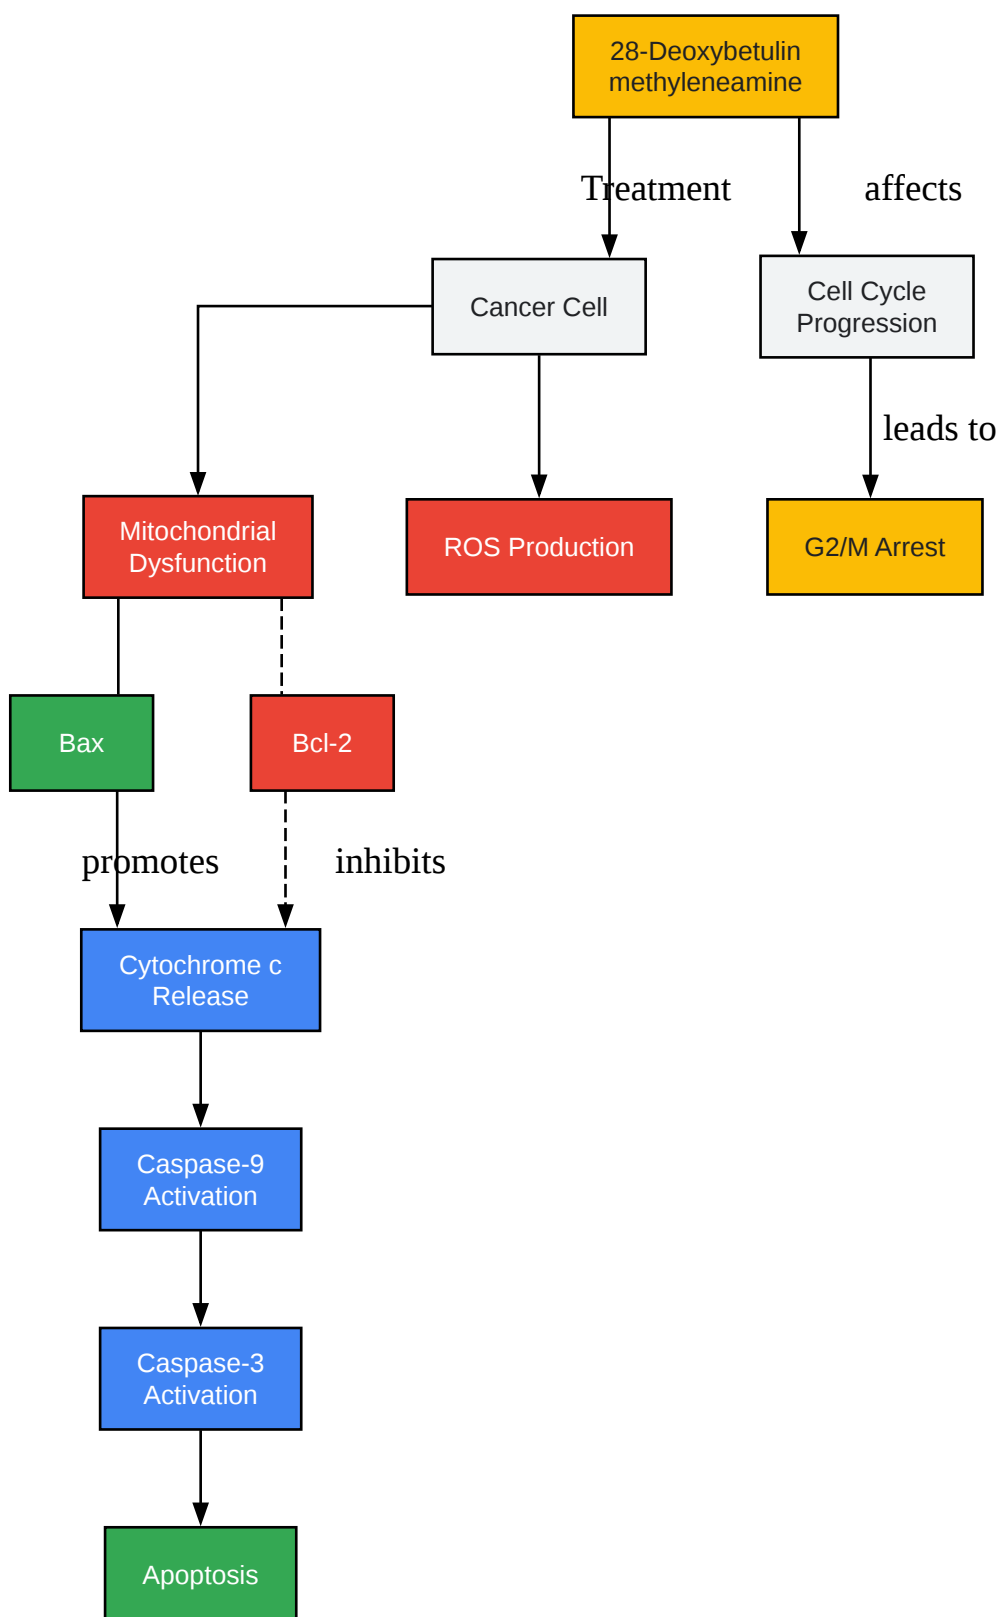 28-Deoxybetulin
methyleneamine
Treatment
affects
Cancer Cell
Cell Cycle
Progression
leads to
Mitochondrial
Dysfunction
ROS Production
G2/M Arrest
Bax
Bcl-2
promotes
inhibits
Cytochrome c
Release
Caspase-9
Activation
Caspase-3
Activation
Apoptosis